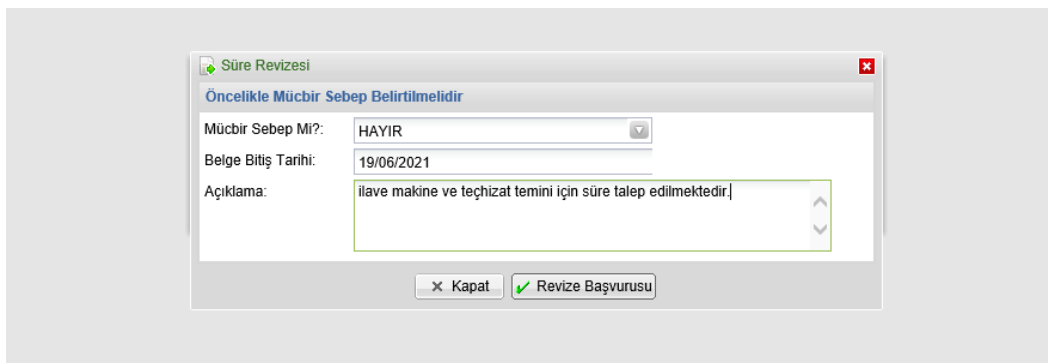 Süre Revizesi
Öncelikle Mücbir Sebep Belirtilmelidir
Mücbir Sebep Mi?: HAYIR
Belge Bitiş Tarihi: 19/06/2021
Açıklama: ilave makine ve teçhizat temini için süre talep edilmektedir.
Kapat Revize Başvurusu